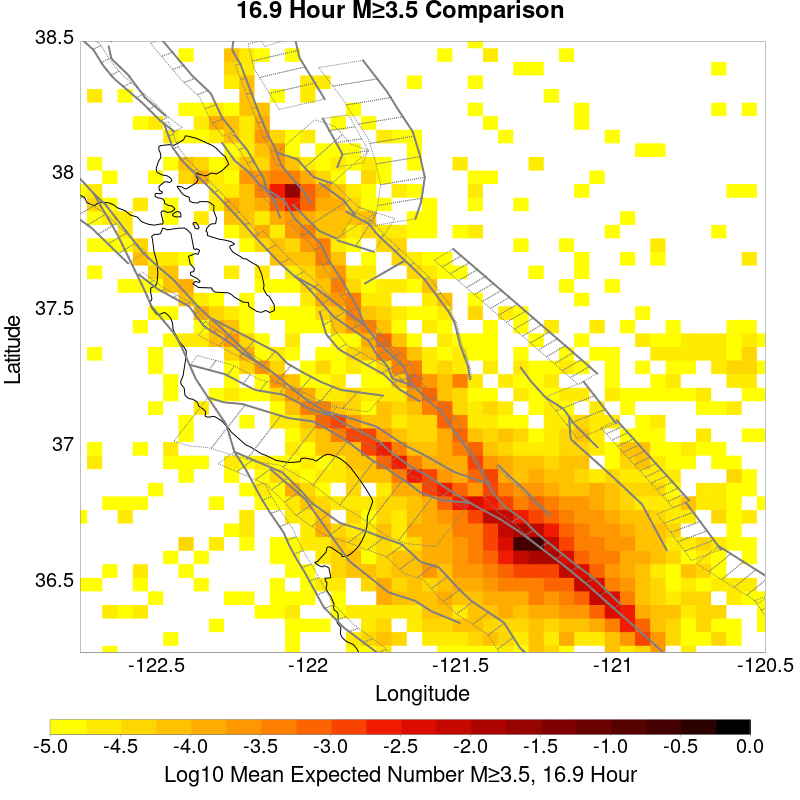 16.9 Hour M≥3.5 Comparison
38.5
38
37.5
37
36.5
Latitude
-122.5 -122 -121.5 -121 -120.5
Longitude
-5.0 -4.5 -4.0 -3.5 -3.0 -2.5 -2.0 -1.5 -1.0 -0.5 0.0
Log10 Mean Expected Number M≥3.5, 16.9 Hour